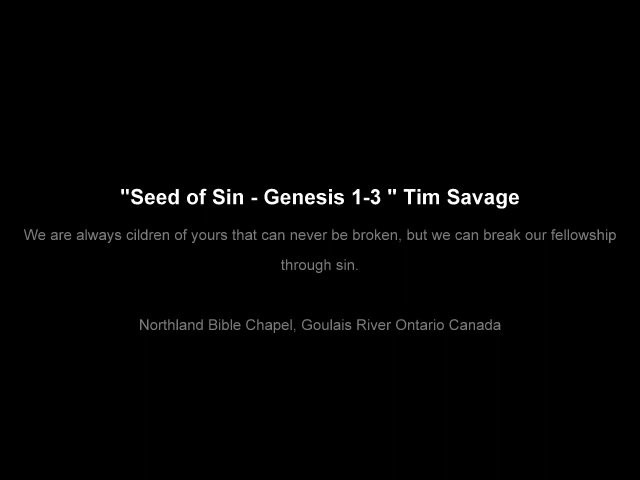 "Seed of Sin - Genesis 1-3 " Tim Savage
We are always cildren of yours that can never be broken, but we can break our fellowship
through sin.
Northland Bible Chapel, Goulais River Ontario Canada